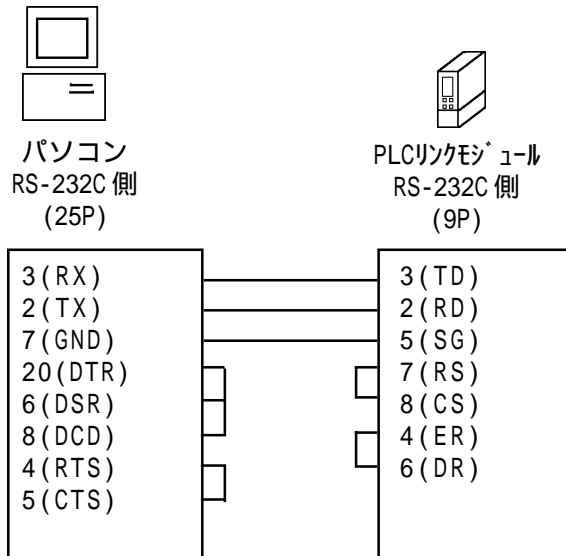 パソコン
RS-232C 側
(25P)
PLCリンクモジュール
RS-232C 側
(9P)
3(RX)
2(TX)
7(GND)
20(DTR)
6(DSR)
8(DCD)
4(RTS)
5(CTS)
3(TD)
2(RD)
5(SG)
7(RS)
8(CS)
4(ER)
6(DR)